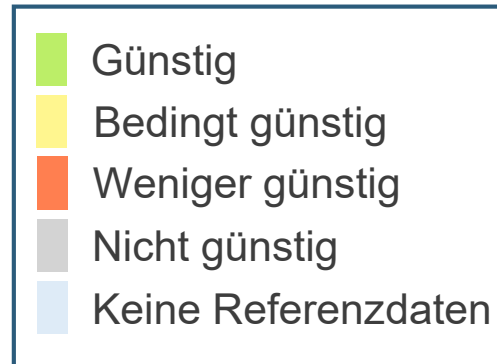 Günstig
Bedingt günstig
Weniger günstig
Nicht günstig
Keine Referenzdaten